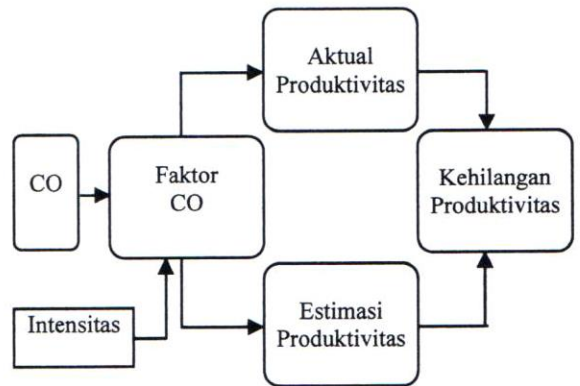 Aktual
Produktivitas
CO
Faktor
CO
Kehilangan
Produktivitas
Intensitas
Estimasi
Produktivitas